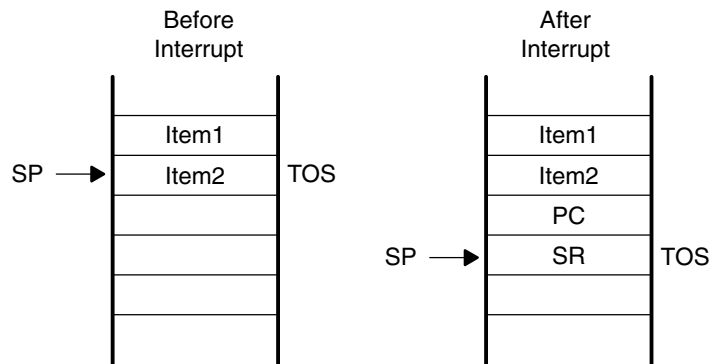 Before
Interrupt
After
Interrupt
Item1
Item1
SP
Item2
TOS
Item2
PC
SP
SR
TOS